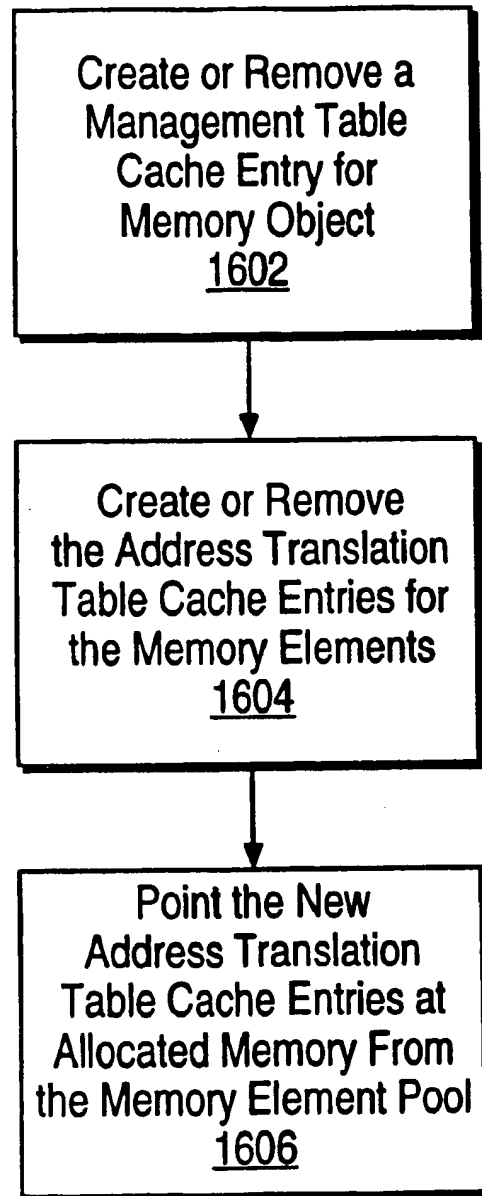 Create or Remove a
Management Table
Cache Entry for
Memory Object
1602
Create or Remove
the Address Translation
Table Cache Entries for
the Memory Elements
1604
Point the New
Address Translation
Table Cache Entries at
Allocated Memory From
the Memory Element Pool
1606